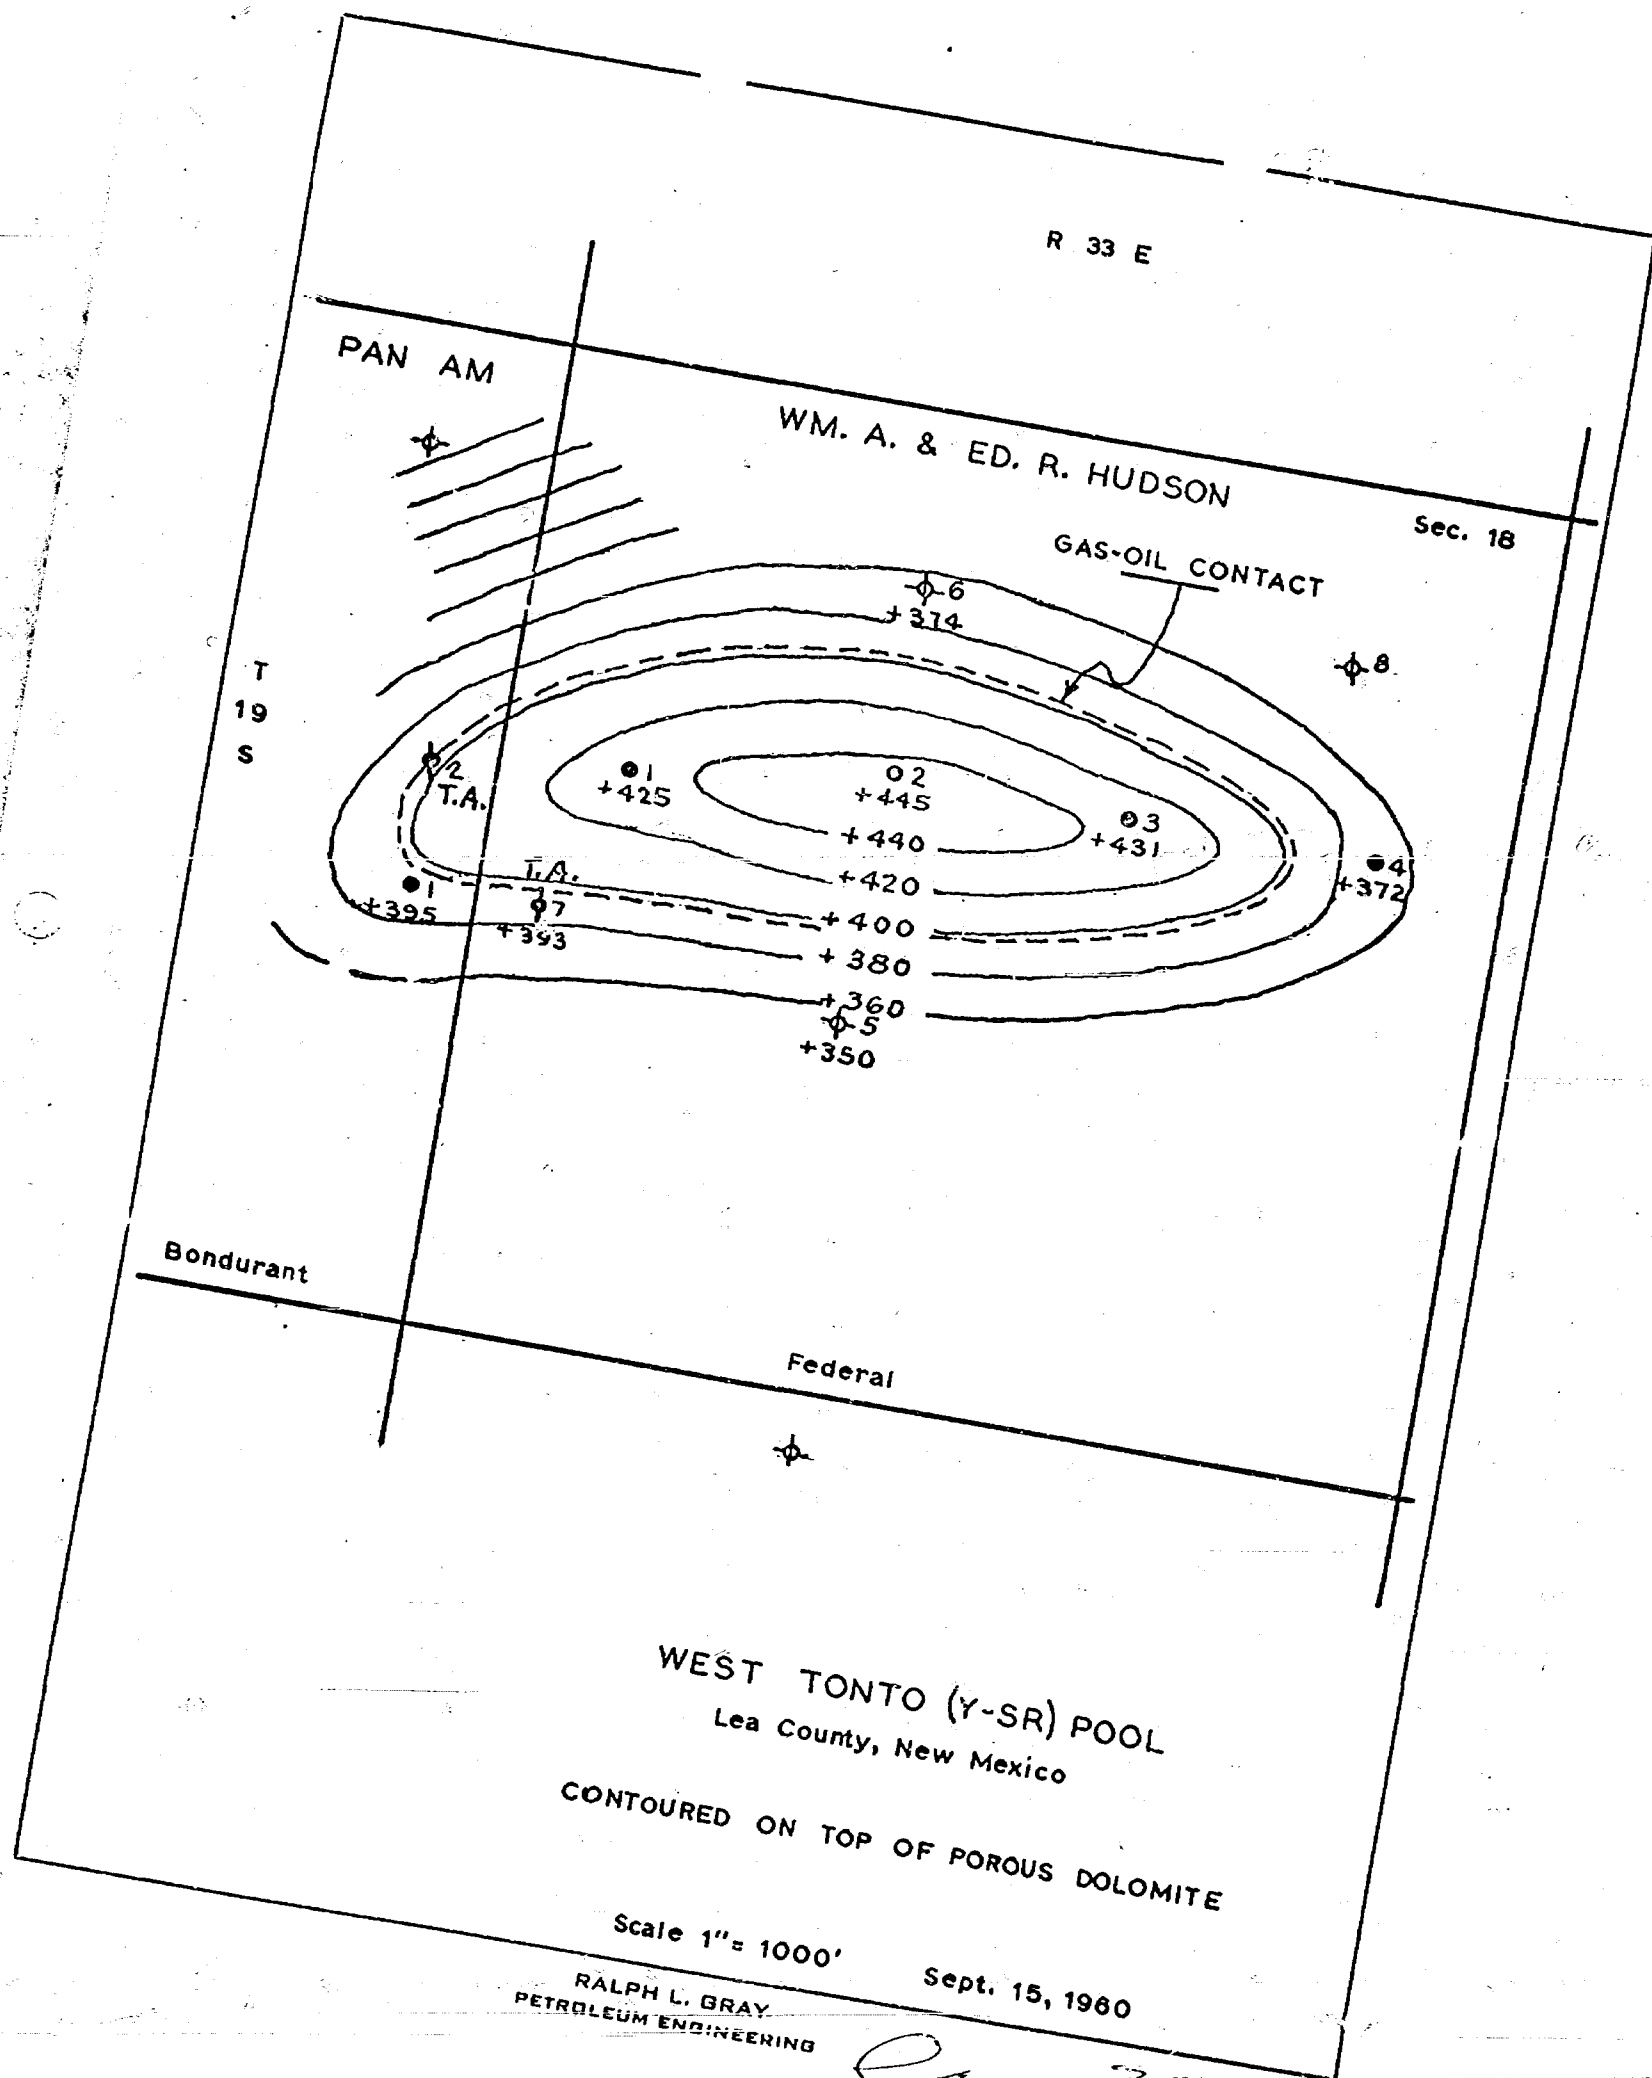 R 33 E
PAN AM
WM. A. & ED. R. HUDSON
Sec. 18
GAS-OIL CONTACT
6
+374
8
T
19
S
2
T.A.
1
+425
2
+445
3
+431
+440
4
+372
T.A.
+420
1
+395
7
+393
+400
+380
+360
5
+350
Bondurant
Federal
WEST TONTO (Y-SR) POOL
Lea County, New Mexico
CONTOURED ON TOP OF POROUS DOLOMITE
Scale 1"= 1000'
Sept. 15, 1960
RALPH L. GRAY
PETROLEUM ENGINEERING